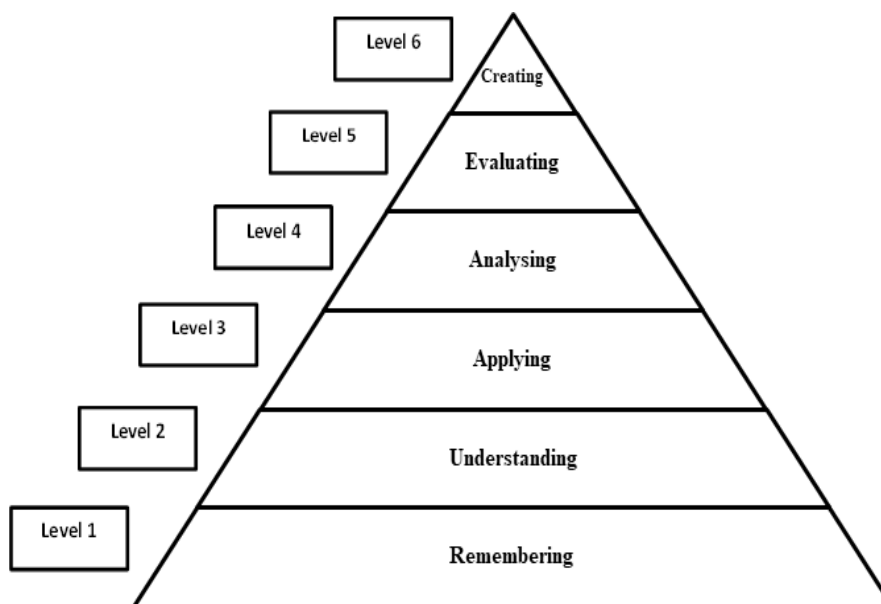 Level 6
Creating
Level 5
Evaluating
Level 4
Analysing
Level 3
Applying
Level 2
Understanding
Level 1
Remembering